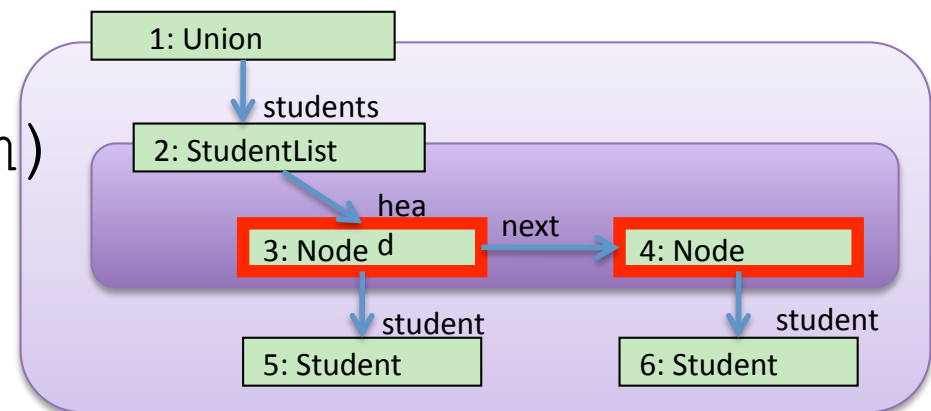 1: Union
students
n)
2: StudentList
hea
d
next
3: Node
4: Node
student
student
5: Student
6: Student